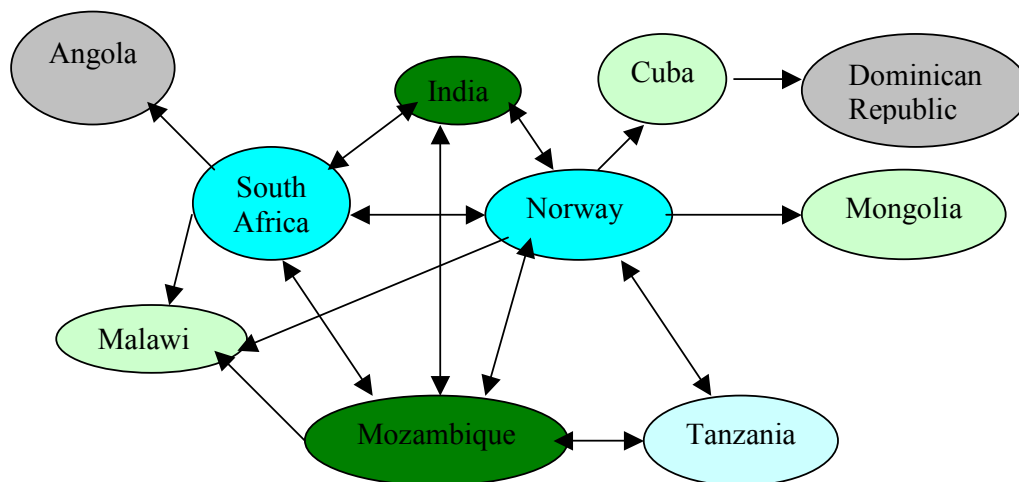 Angola
India
Cuba
Dominican
Republic
South
Africa
Norway
Mongolia
Malawi
Mozambique
Tanzania